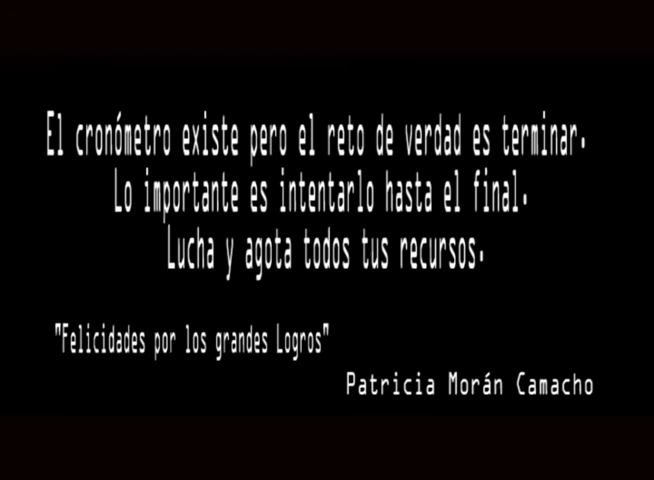 El cronómetro existe pero el reto de verdad es terminar.
Lo importante es intentarlo hasta el final.
Lucha y agota todos tus recursos.
"Felicidades por los grandes Logros"
Patricia Morán Camacho